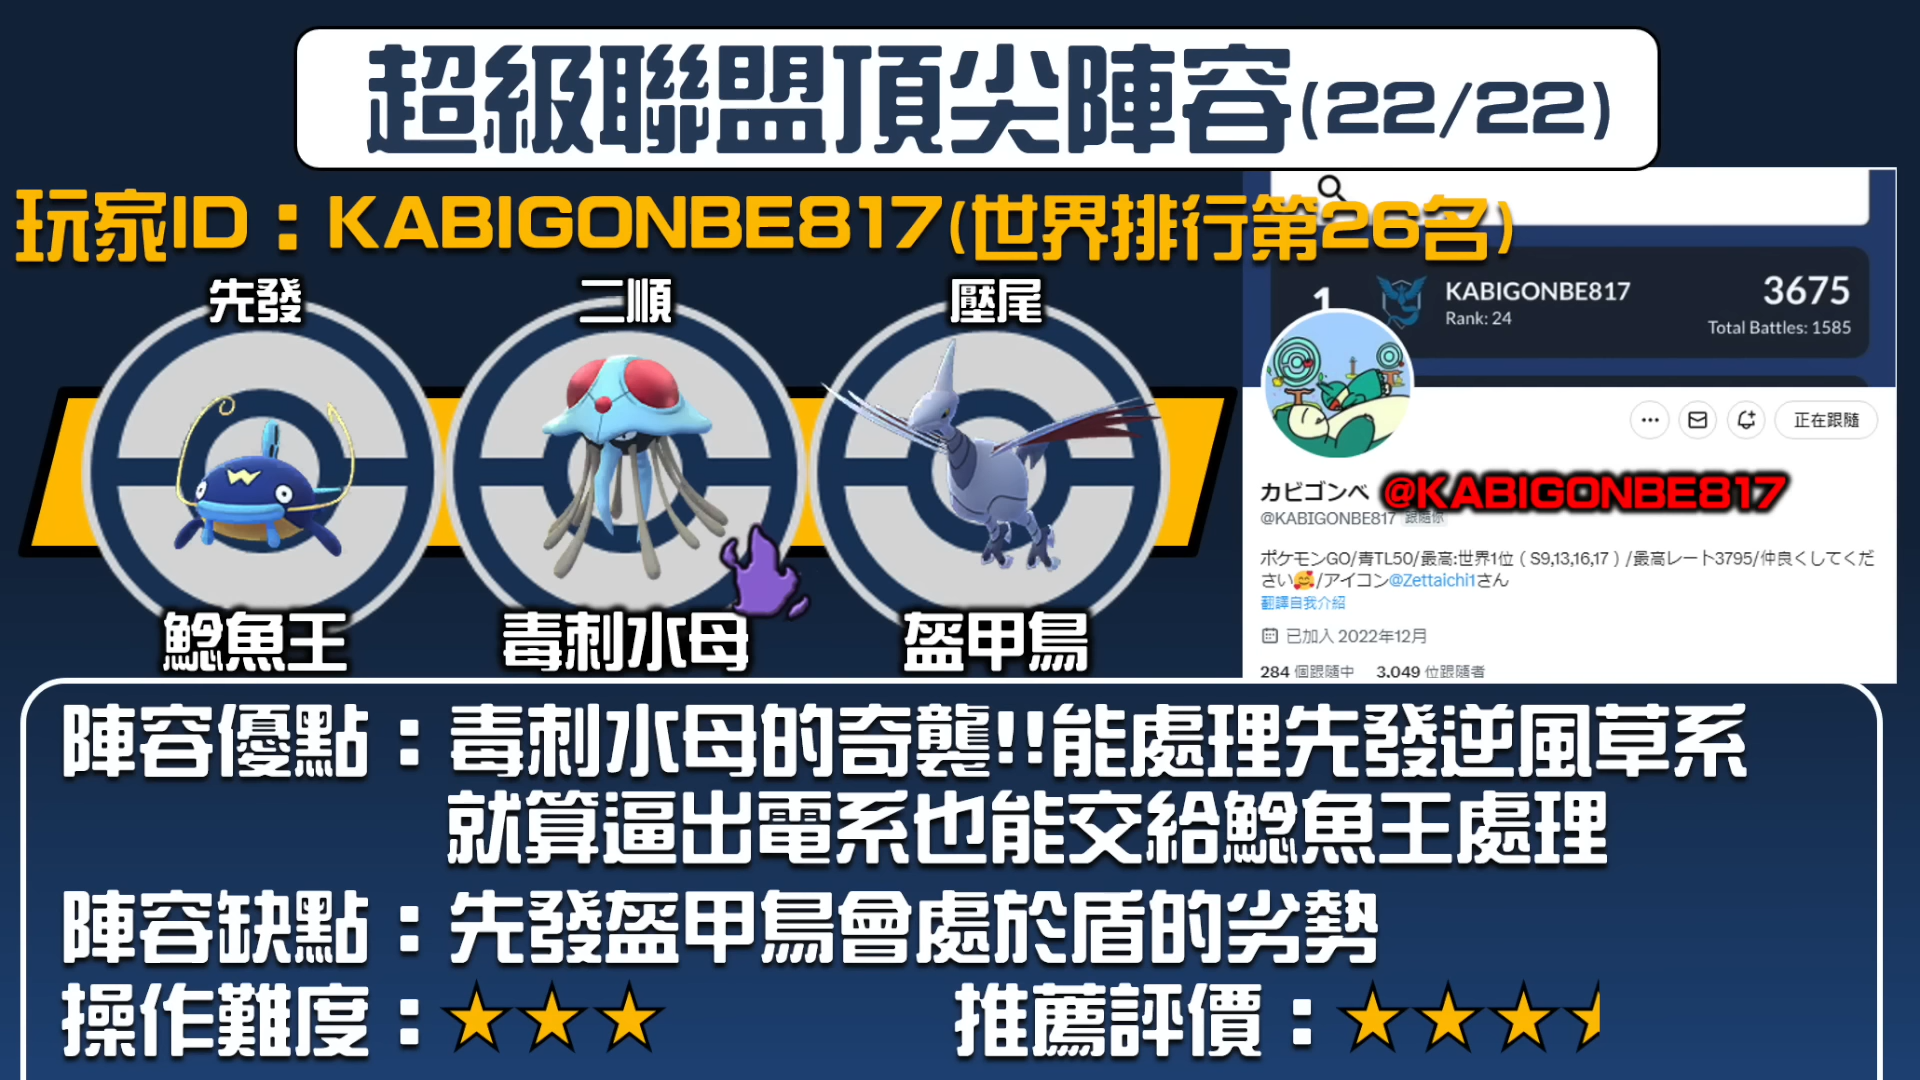 超級聯盟頂尖陣容(22/22)
玩家ID：KABIGONBE817(世界排行第26名)
先發
二順
壓尾
鯰魚王
毒刺水母
盔甲鳥
1
KABIGONBE817
Rank: 24
3675
Total Battles: 1585
正在跟隨
カビゴンべ
@KABIGONBE817
@KABIGONBE817 跟隨你
ポケモンGO/青TL50/最高:世界1位（S9,13,16,17）/最高レート3795/仲良くしてくだ
さい🥰/アイコン@Zettaichi1さん
翻譯自我介紹
已加入 2022年12月
284 個跟隨中 3,049 位跟隨者
陣容優點：毒刺水母的奇襲!!能處理先發逆風草系
就算逼出電系也能交給鯰魚王處理
陣容缺點：先發盔甲鳥會處於盾的劣勢
操作難度：★★★
推薦評價：★★★